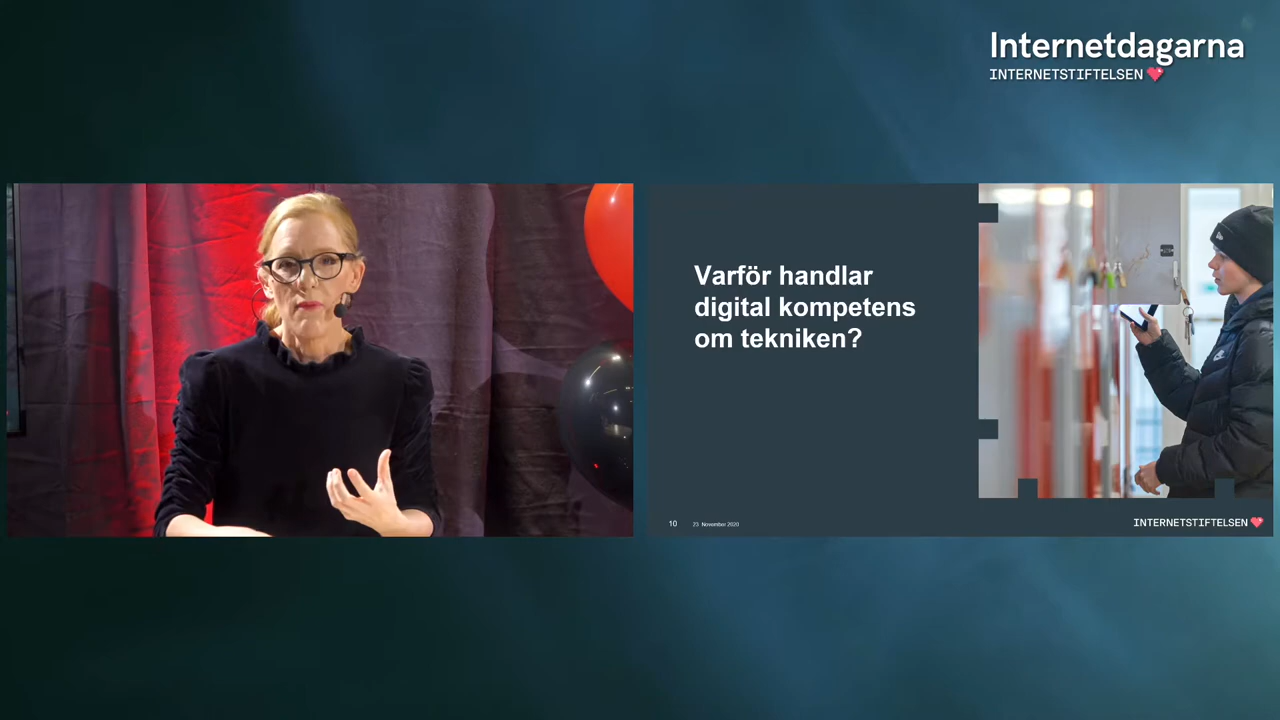 Internetdagarna
INTERNETSTIFTELSEN
Varför handlar
digital kompetens
om tekniken?
10
23 November 2020
INTERNETSTIFTELSEN